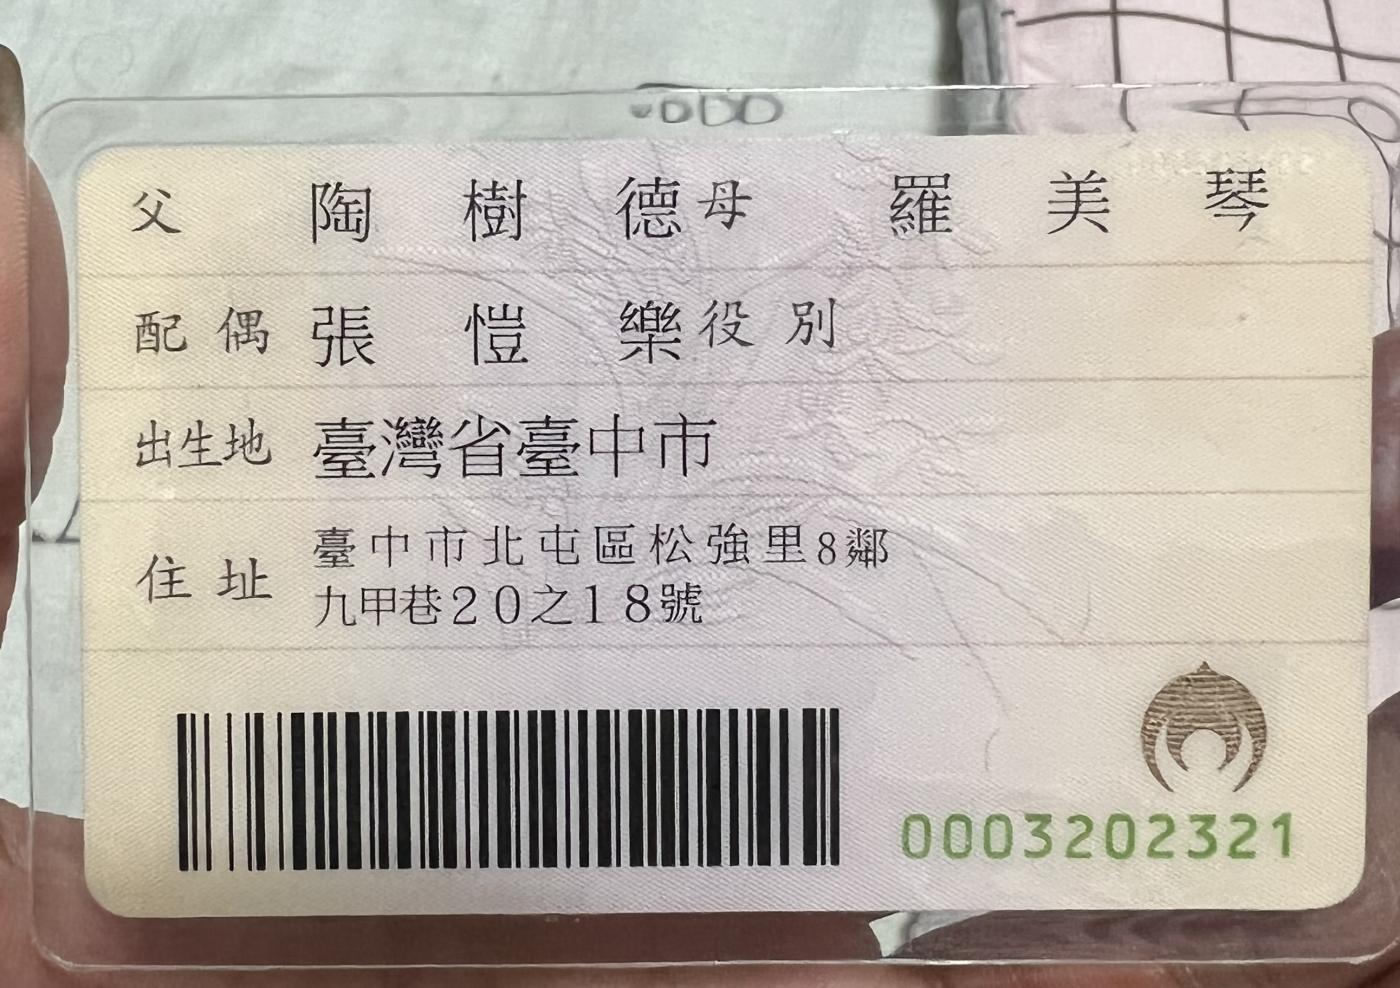 父 陶樹德 母 羅美琴
配偶 張愷樂 役別
出生地 臺灣省臺中市
住址 臺中市北屯區松強里8鄰
九甲巷20之18號
0003202321